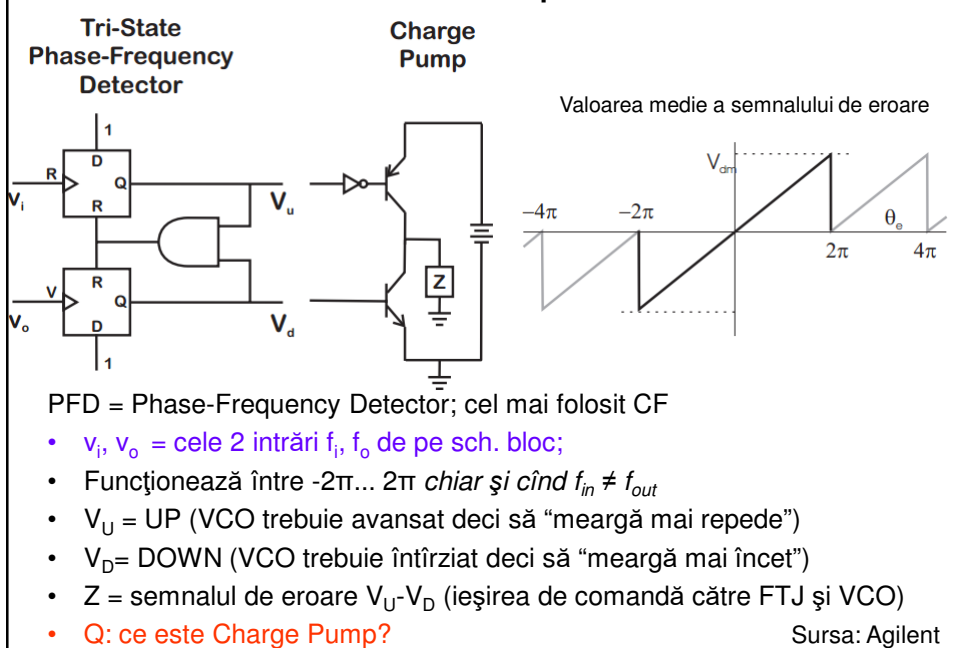 Tri-State
Phase-Frequency
Detector
Charge
Pump
Valoarea medie a semnalului de eroare
1
D
R
Q
vi
R
Vu
R
V
Q
vo
D
Vd
1
Z
Vdm
−4π
−2π
θe
2π
4π
PFD = Phase-Frequency Detector; cel mai folosit CF
• vi, vo = cele 2 intrări fi, fo de pe sch. bloc;
• Funcţionează între -2π... 2π chiar şi cînd fin ≠ fout
• VU = UP (VCO trebuie avansat deci să “meargă mai repede”)
• VD= DOWN (VCO trebuie întîrziat deci să “meargă mai încet”)
• Z = semnalul de eroare VU-VD (ieşirea de comandă către FTJ şi VCO)
• Q: ce este Charge Pump?
Sursa: Agilent